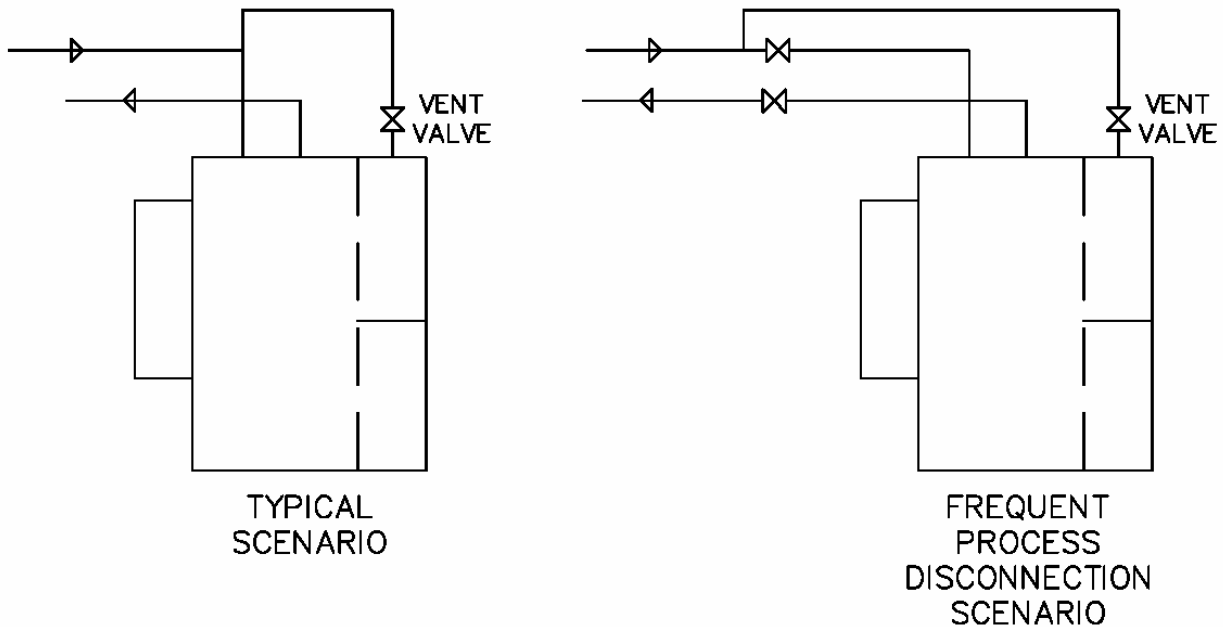 VENT
VALVE
VENT
VALVE
TYPICAL
SCENARIO
FREQUENT
PROCESS
DISCONNECTION
SCENARIO